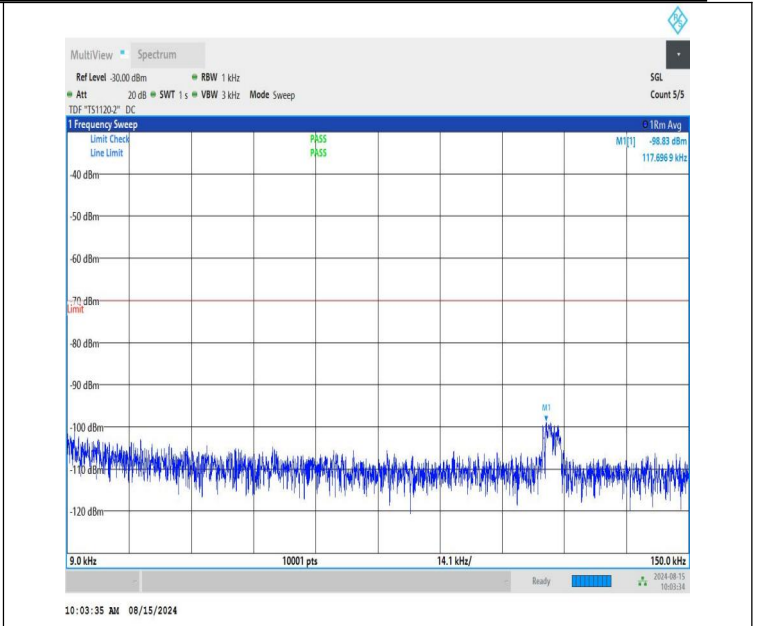 MultiView Spectrum
Ref Level -30.00 dBm RBW 1 kHz SGL
Att 20 dB SWT 1 s VBW 3 kHz Mode Sweep Count 5/5
TDF "TS1120-2" DC
1 Frequency Sweep 1Rm Avg
Limit Check PASS M1[1] -98.83 dBm
Line Limit PASS 117.696 9 kHz
-40 dBm
-50 dBm
-60 dBm
-70 dBm
Limit
-80 dBm
-90 dBm
M1
-100 dBm
-110 dBm
-120 dBm
9.0 kHz 10001 pts 14.1 kHz/ 150.0 kHz
Ready 2024-08-15
10:03:34
10:03:35 AM 08/15/2024